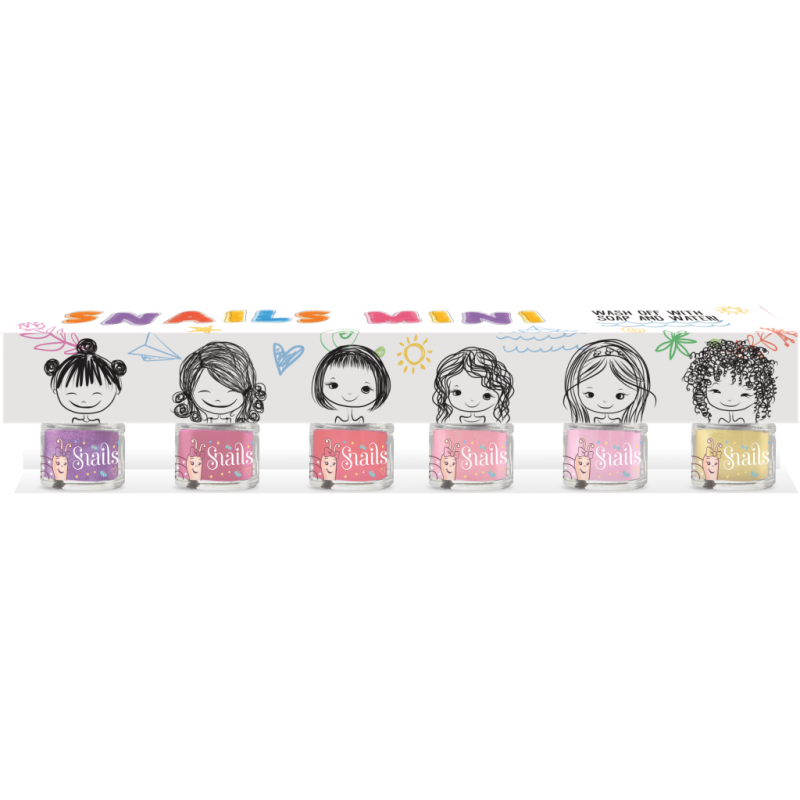 SNAILS MINI
WASH OFF WITH
SOAP AND WATER!
Snails
Snails
Snails
Snails
Snails
Snails